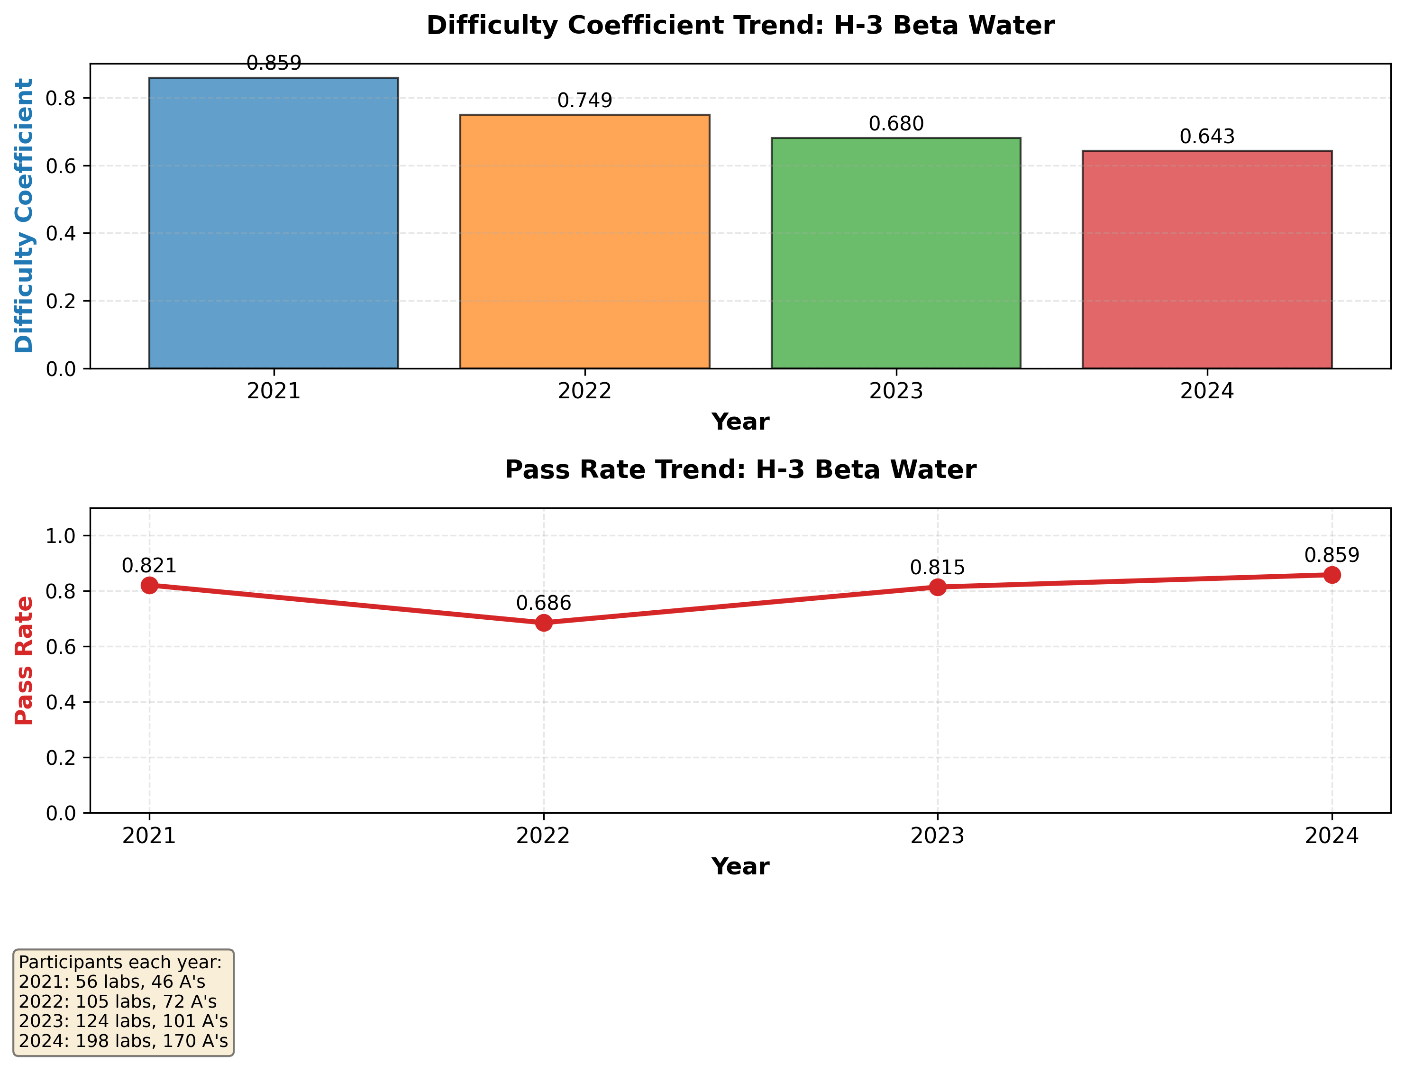 Difficulty Coefficient Trend: H-3 Beta Water
Difficulty Coefficient
0.8
0.6
0.4
0.2
0.0
0.859
0.749
0.680
0.643
2021
2022
2023
2024
Year
Pass Rate Trend: H-3 Beta Water
Pass Rate
1.0
0.8
0.6
0.4
0.2
0.0
0.821
0.686
0.815
0.859
2021
2022
2023
2024
Year
Participants each year:
2021: 56 labs, 46 A's
2022: 105 labs, 72 A's
2023: 124 labs, 101 A's
2024: 198 labs, 170 A's